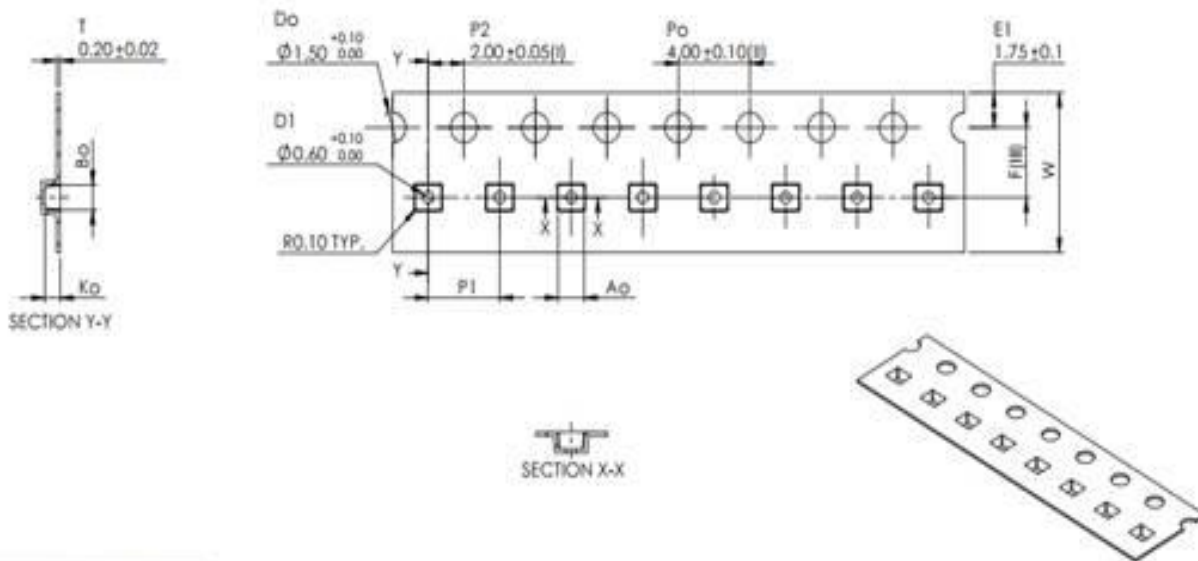 T
0.20±0.02
Do
Ø1.50 +0.10 0.00
P2
2.00±0.05(I)
Po
4.00±0.10(II)
E1
1.75±0.1
Y
D1
Ø0.60 +0.10 0.00
Bo
F(III)
W
X
X
R0.10 TYP.
Y
Ko
P1
Ao
SECTION Y-Y
SECTION X-X